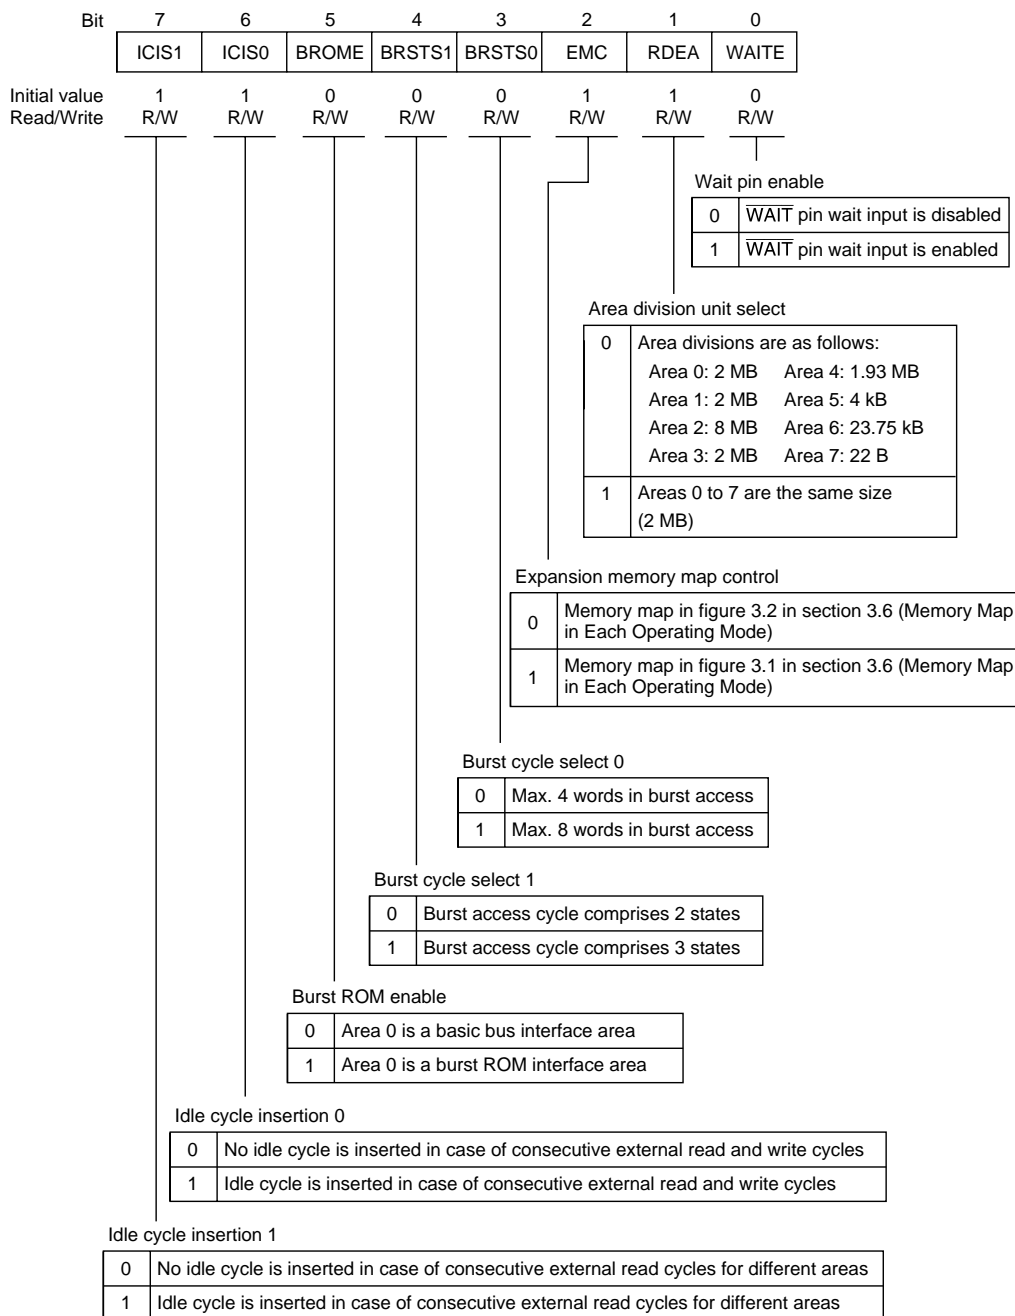 Bit 7 6 5 4 3 2 1 0
ICIS1 ICIS0 BROME BRSTS1 BRSTS0 EMC RDEA WAITE
Initial value 1 1 0 0 0 1 1 0
Read/Write R/W R/W R/W R/W R/W R/W R/W R/W
Wait pin enable
0 WAIT pin wait input is disabled
1 WAIT pin wait input is enabled
Area division unit select
0 Area divisions are as follows:
Area 0: 2 MB Area 4: 1.93 MB
Area 1: 2 MB Area 5: 4 kB
Area 2: 8 MB Area 6: 23.75 kB
Area 3: 2 MB Area 7: 22 B
1 Areas 0 to 7 are the same size
(2 MB)
Expansion memory map control
0 Memory map in figure 3.2 in section 3.6 (Memory Map
in Each Operating Mode)
1 Memory map in figure 3.1 in section 3.6 (Memory Map
in Each Operating Mode)
Burst cycle select 0
0 Max. 4 words in burst access
1 Max. 8 words in burst access
Burst cycle select 1
0 Burst access cycle comprises 2 states
1 Burst access cycle comprises 3 states
Burst ROM enable
0 Area 0 is a basic bus interface area
1 Area 0 is a burst ROM interface area
Idle cycle insertion 0
0 No idle cycle is inserted in case of consecutive external read and write cycles
1 Idle cycle is inserted in case of consecutive external read and write cycles
Idle cycle insertion 1
0 No idle cycle is inserted in case of consecutive external read cycles for different areas
1 Idle cycle is inserted in case of consecutive external read cycles for different areas